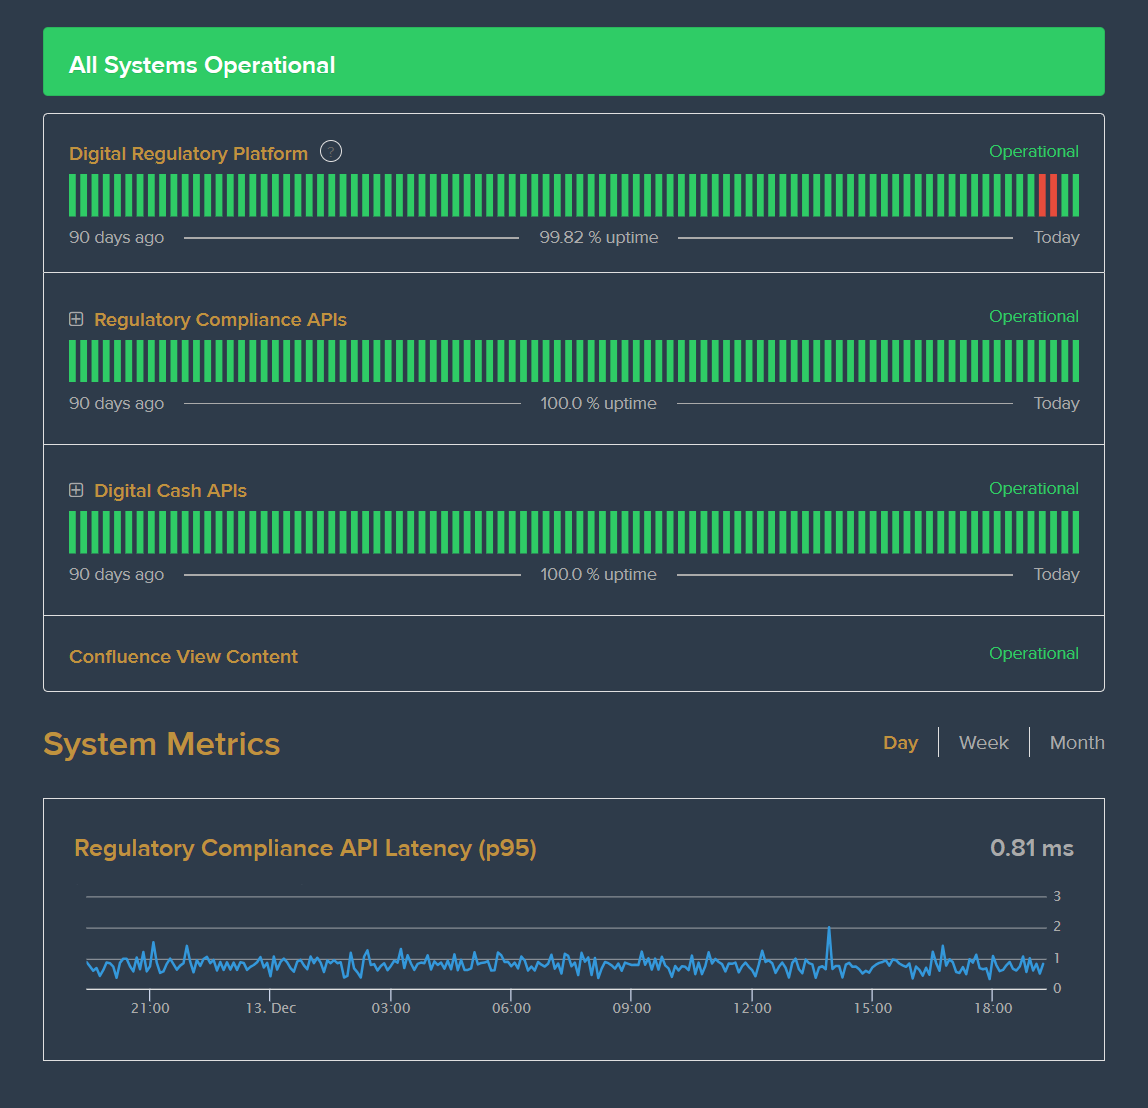 All Systems Operational
Digital Regulatory Platform ? Operational
90 days ago 99.82 % uptime Today
Regulatory Compliance APIs Operational
90 days ago 100.0 % uptime Today
Digital Cash APIs Operational
90 days ago 100.0 % uptime Today
Confluence View Content Operational
System Metrics Day Week Month
Regulatory Compliance API Latency (p95) 0.81 ms
3
2
1
0
21:00 13. Dec 03:00 06:00 09:00 12:00 15:00 18:00